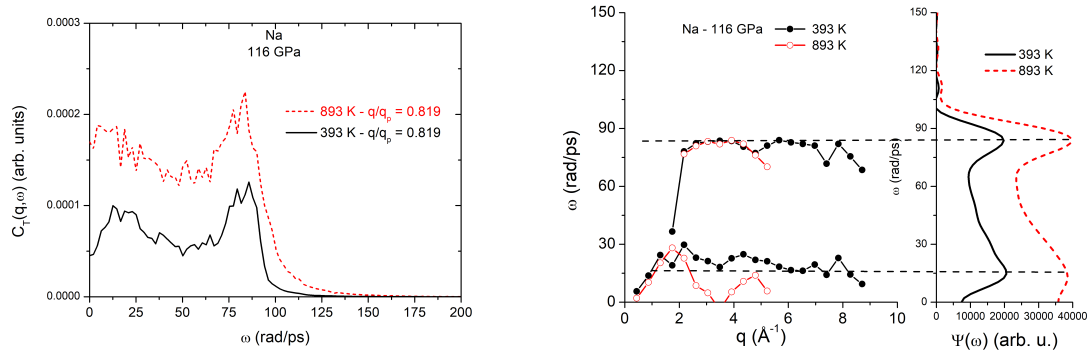 Na
116 GPa
893 K - q/qp = 0.819
393 K - q/qp = 0.819
CT(q,ω) (arb. units)
0.0003
0.0002
0.0001
0.0000
0 25 50 75 100 125 150 175 200
ω (rad/ps)
Na - 116 GPa
393 K
893 K
ω (rad/ps)
150
120
90
60
30
0
0 2 4 6 8 10
q (Å-1)
393 K
893 K
ω (rad/ps)
150
120
90
60
30
0
0 10000 20000 30000 40000
Ψ(ω) (arb. u.)